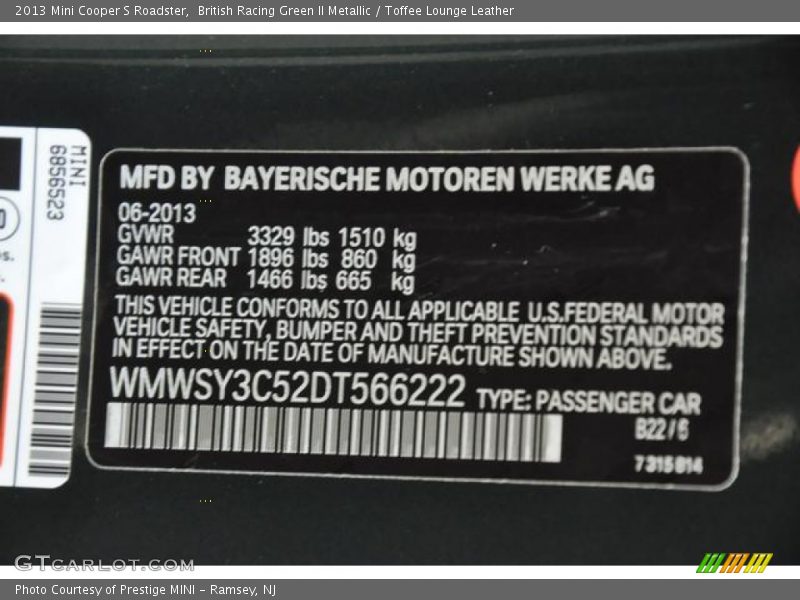 2013 Mini Cooper S Roadster,  British Racing Green II Metallic / Toffee Lounge Leather
MINI
6856523
MFD BY BAYERISCHE MOTOREN WERKE AG
06-2013
GVWR 3329 lbs 1510 kg
GAWR FRONT 1896 lbs 860 kg
GAWR REAR 1466 lbs 665 kg
THIS VEHICLE CONFORMS TO ALL APPLICABLE U.S.FEDERAL MOTOR
VEHICLE SAFETY, BUMPER AND THEFT PREVENTION STANDARDS
IN EFFECT ON THE DATE OF MANUFACTURE SHOWN ABOVE.
WMWSY3C52DT566222 TYPE: PASSENGER CAR
B22/6
7315814
GTCARLOT.COM
Photo Courtesy of Prestige MINI - Ramsey, NJ